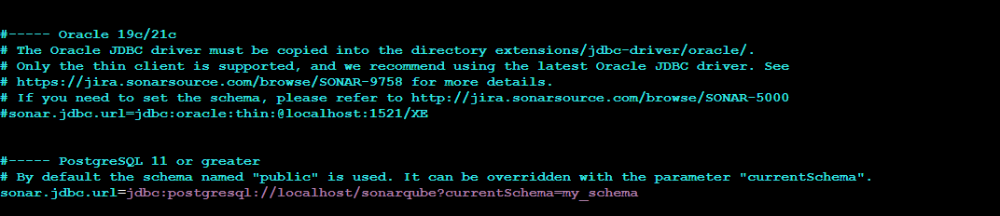 #----- Oracle 19c/21c
# The Oracle JDBC driver must be copied into the directory extensions/jdbc-driver/oracle/.
# Only the thin client is supported, and we recommend using the latest Oracle JDBC driver. See
# https://jira.sonarsource.com/browse/SONAR-9758 for more details.
# If you need to set the schema, please refer to http://jira.sonarsource.com/browse/SONAR-5000
#sonar.jdbc.url=jdbc:oracle:thin:@localhost:1521/XE
#----- PostgreSQL 11 or greater
# By default the schema named "public" is used. It can be overridden with the parameter "currentSchema".
sonar.jdbc.url=jdbc:postgresql://localhost/sonarqube?currentSchema=my_schema